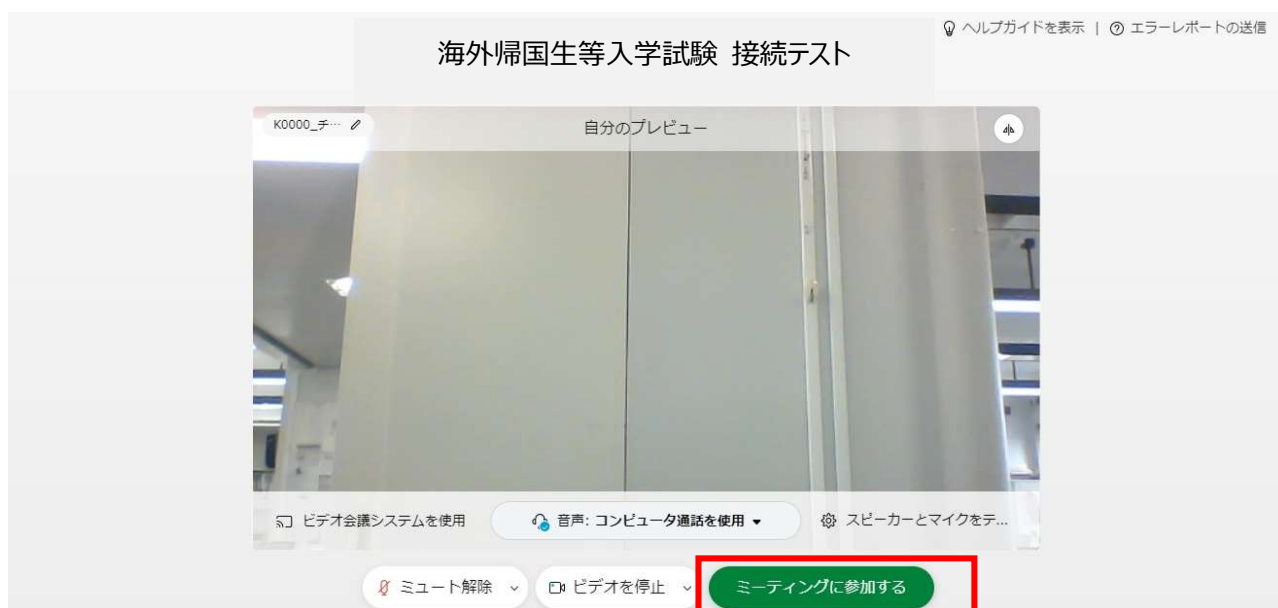 ヘルプガイドを表示 | エラーレポートの送信
海外帰国生等入学試験 接続テスト
K0000_チ…
自分のプレビュー
ビデオ会議システムを使用
音声: コンピュータ通話を使用
スピーカーとマイクをテ...
ミュート解除
ビデオを停止
ミーティングに参加する